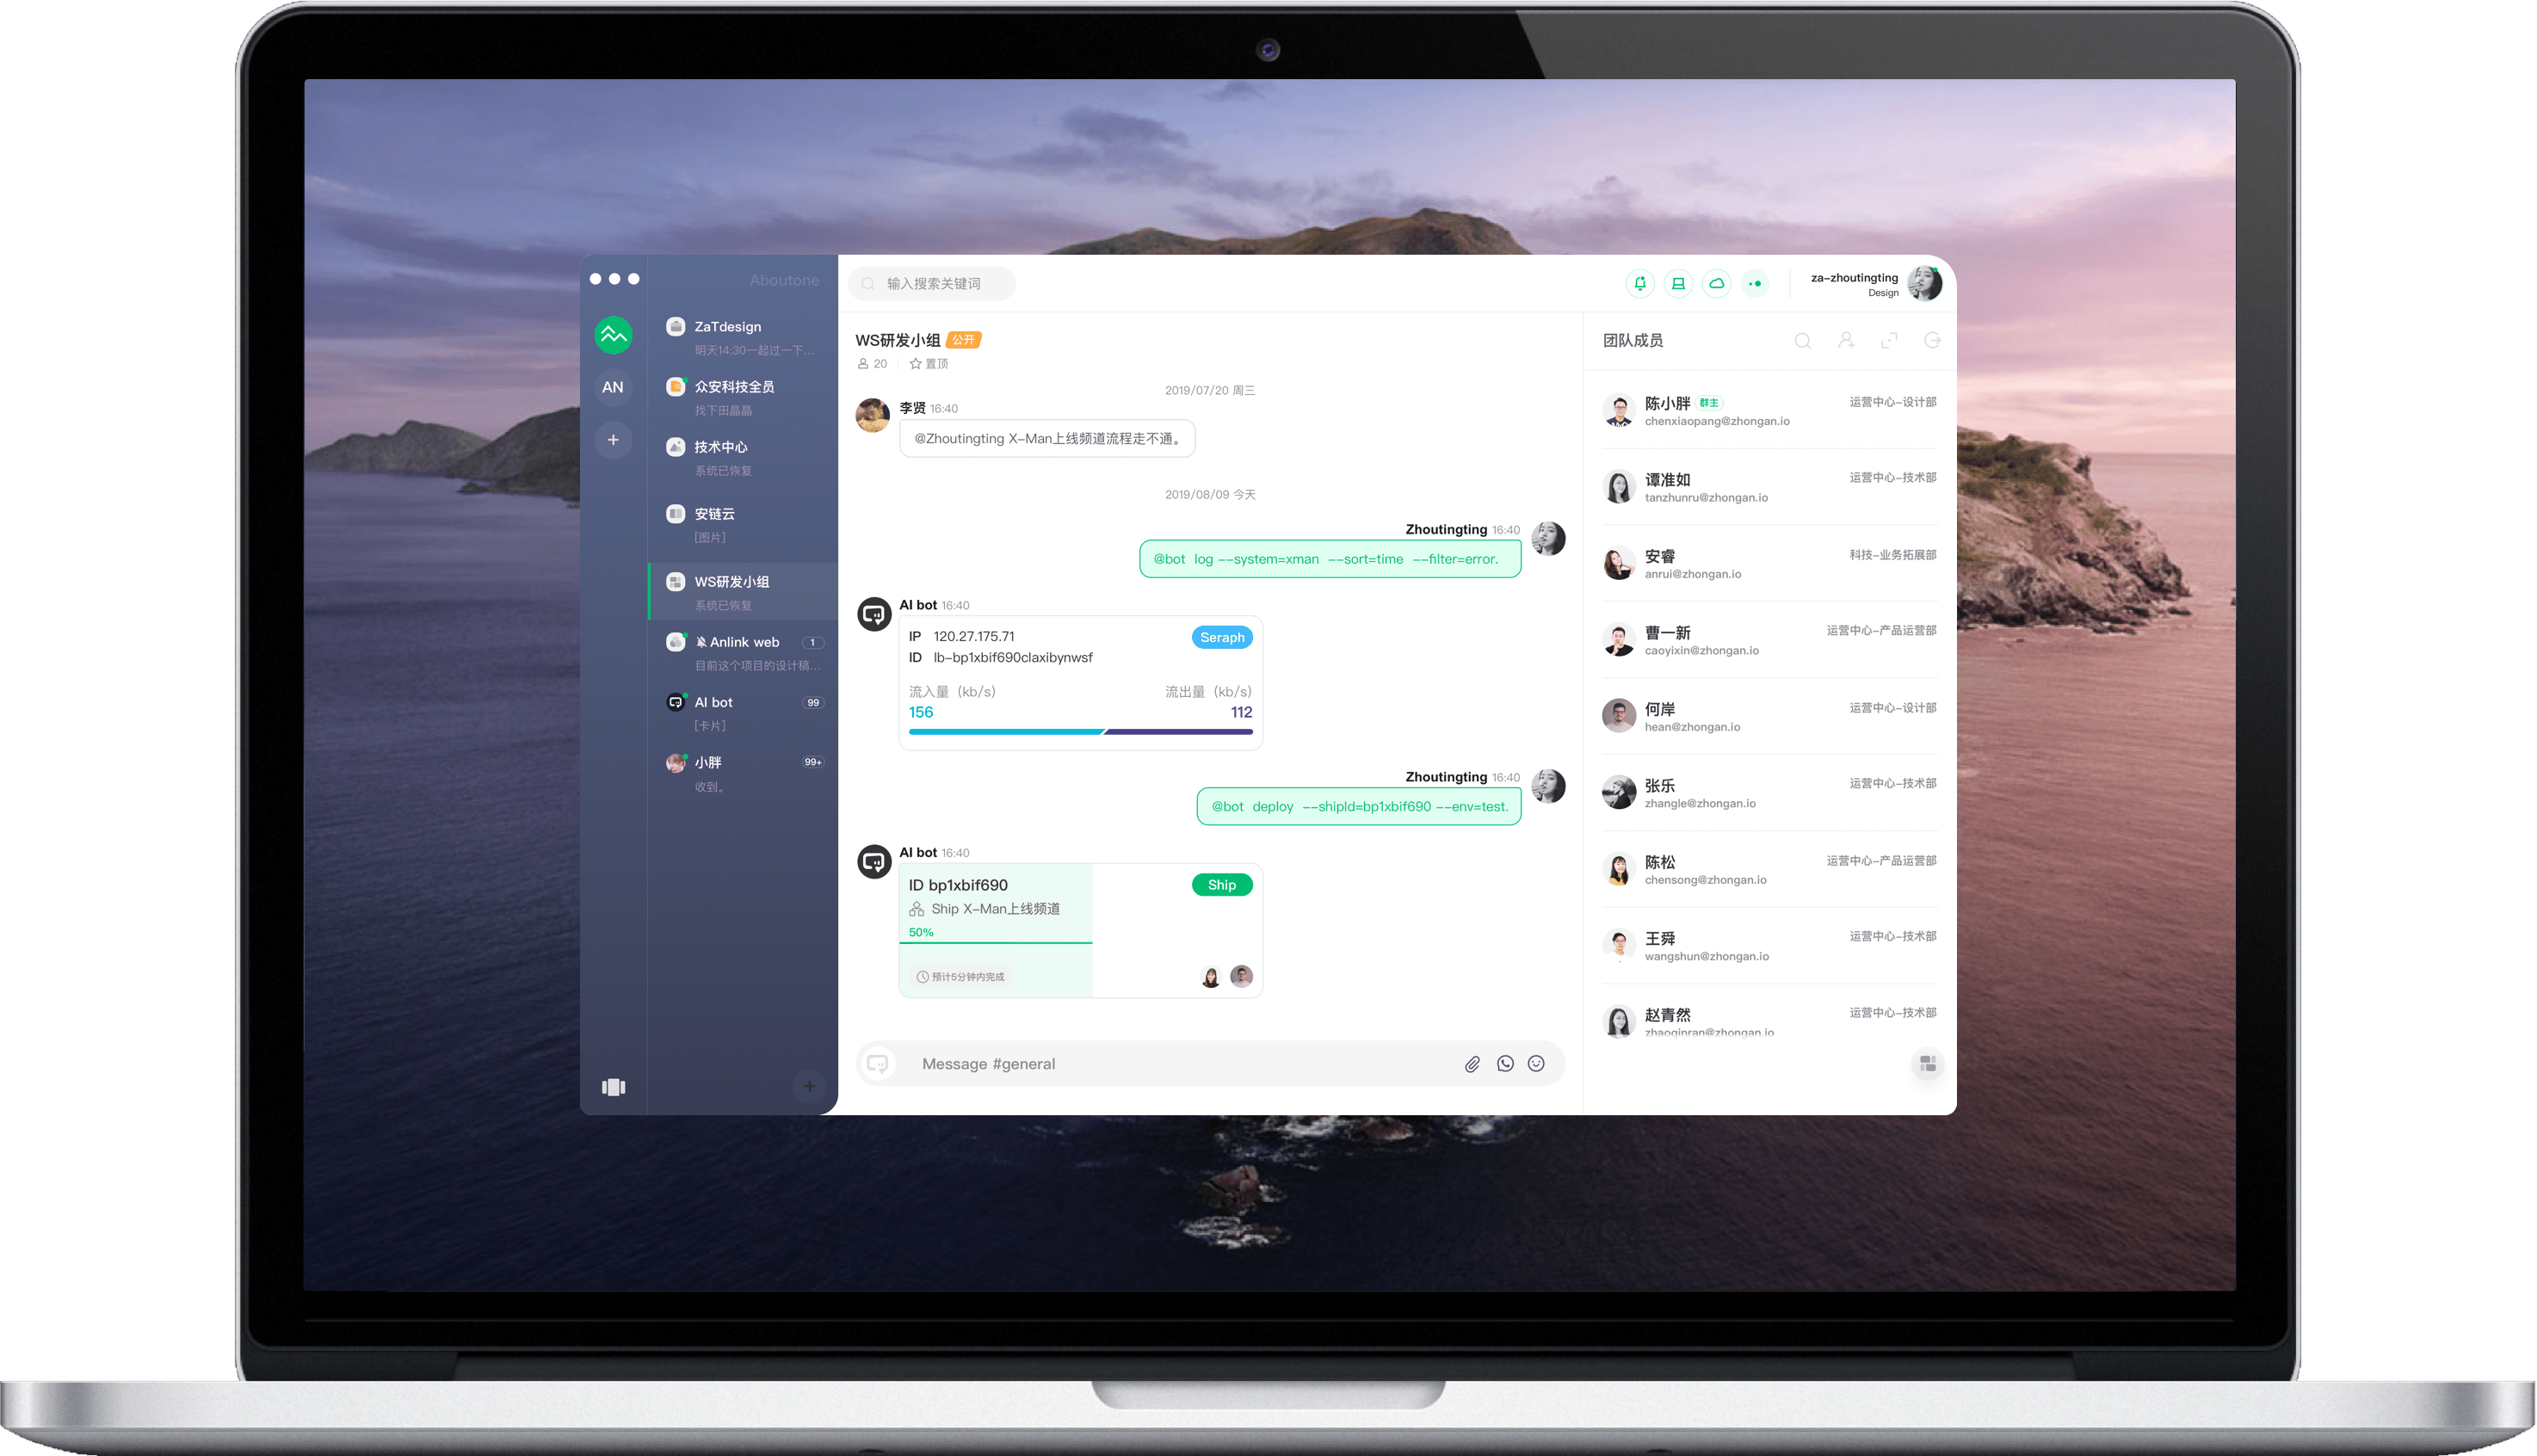 Aboutone
AN
ZaTdesign
明天14:30一起过一下...
众安科技全员
找下田晶晶
技术中心
系统已恢复
安链云
[图片]
WS研发小组
系统已恢复
Anlink web 1
目前这个项目的设计稿...
AI bot 99
[卡片]
小胖 99+
收到。
输入搜索关键词
za-zhoutingting
Design
WS研发小组 公开
20 置顶
2019/07/20 周三
李贤 16:40
@Zhoutingting X-Man上线频道流程走不通。
2019/08/09 今天
Zhoutingting 16:40
@bot log --system=xman --sort=time --filter=error.
AI bot 16:40
IP 120.27.175.71
Seraph
ID lb-bp1xbif690claxibynwsf
流入量（kb/s） 流出量（kb/s）
156 112
Zhoutingting 16:40
@bot deploy --shipId=bp1xbif690 --env=test.
AI bot 16:40
ID bp1xbif690
Ship
Ship X-Man上线频道
50%
预计5分钟内完成
Message #general
团队成员
陈小胖 群主 运营中心-设计部
chenxiaopang@zhongan.io
谭准如 运营中心-技术部
tanzhunru@zhongan.io
安睿 科技-业务拓展部
anrui@zhongan.io
曹一新 运营中心-产品运营部
caoyixin@zhongan.io
何岸 运营中心-设计部
hean@zhongan.io
张乐 运营中心-技术部
zhangle@zhongan.io
陈松 运营中心-产品运营部
chensong@zhongan.io
王舜 运营中心-技术部
wangshun@zhongan.io
赵青然 运营中心-技术部
zhaoqinran@zhongan.io